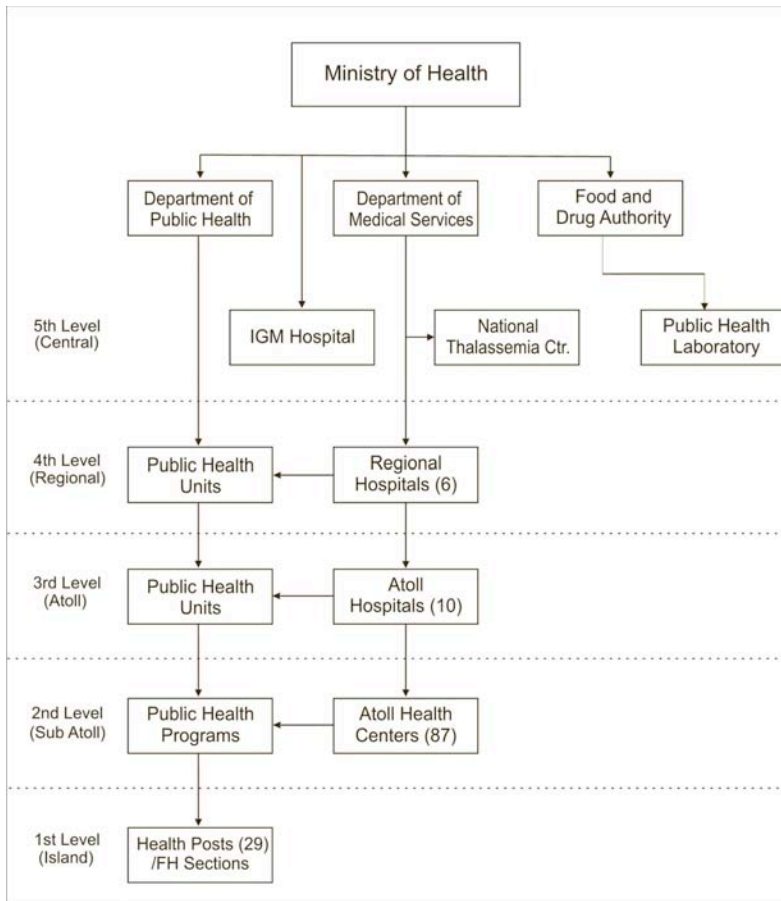 Ministry of Health
Department of
Public Health
Department of
Medical Services
Food and
Drug Authority
5th Level
(Central)
IGM Hospital
National
Thalassemia Ctr.
Public Health
Laboratory
4th Level
(Regional)
Public Health
Units
Regional
Hospitals (6)
3rd Level
(Atoll)
Public Health
Units
Atoll
Hospitals (10)
2nd Level
(Sub Atoll)
Public Health
Programs
Atoll Health
Centers (87)
1st Level
(Island)
Health Posts (29)
/FH Sections